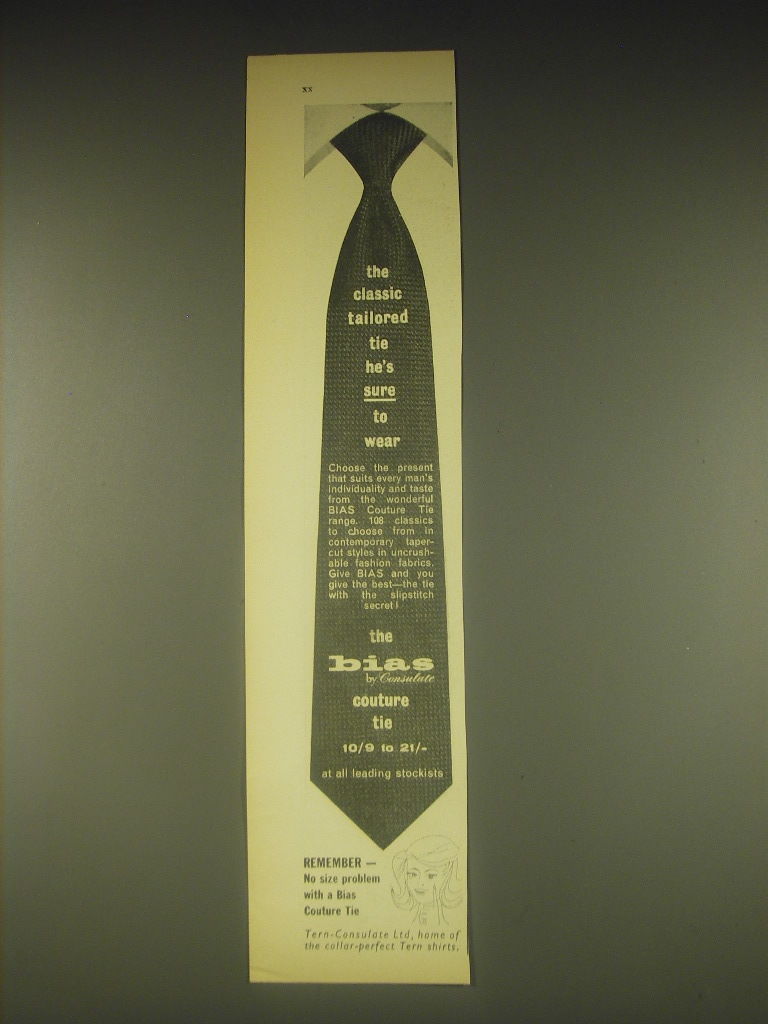 xx
the
classic
tailored
tie
he's
sure
to
wear
Choose the present
that suits every man's
individuality and taste
from the wonderful
BIAS Couture Tie
range. 108 classics
to choose from in
contemporary taper-
cut styles in uncrush-
able fashion fabrics.
Give BIAS and you
give the best—the tie
with the slipstitch
secret!
the
bias
by Consulate
couture
tie
10/9 to 21/-
at all leading stockists
REMEMBER —
No size problem
with a Bias
Couture Tie
Tern-Consulate Ltd, home of
the collar-perfect Tern shirts.